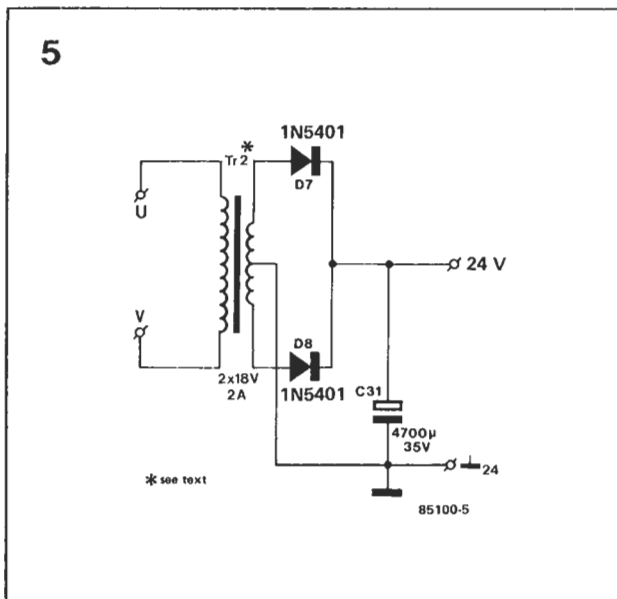 5
1N5401
Tr2*
D7
U
24 V
V
D8
2x18V
2A
1N5401
C31
4700µ
35V
24
* see text
85100-5